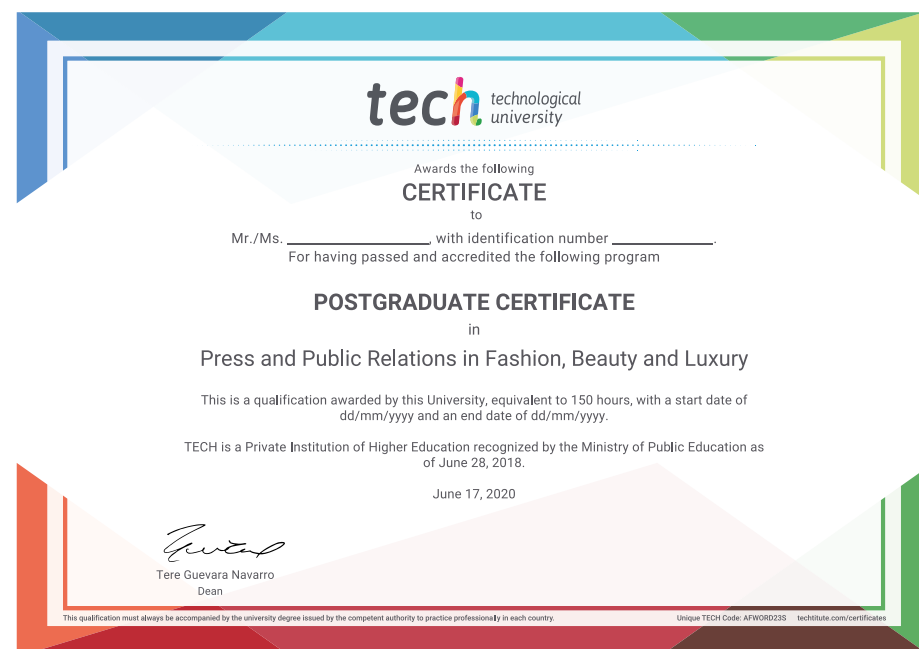 tech technological
university
Awards the following
CERTIFICATE
to
Mr./Ms. ____________________, with identification number ______________.
For having passed and accredited the following program
POSTGRADUATE CERTIFICATE
in
Press and Public Relations in Fashion, Beauty and Luxury
This is a qualification awarded by this University, equivalent to 150 hours, with a start date of
dd/mm/yyyy and an end date of dd/mm/yyyy.
TECH is a Private Institution of Higher Education recognized by the Ministry of Public Education as
of June 28, 2018.
June 17, 2020
Tere Guevara Navarro
Dean
This qualification must always be accompanied by the university degree issued by the competent authority to practice professionally in each country.
Unique TECH Code: AFWORD23S techtitute.com/certificates